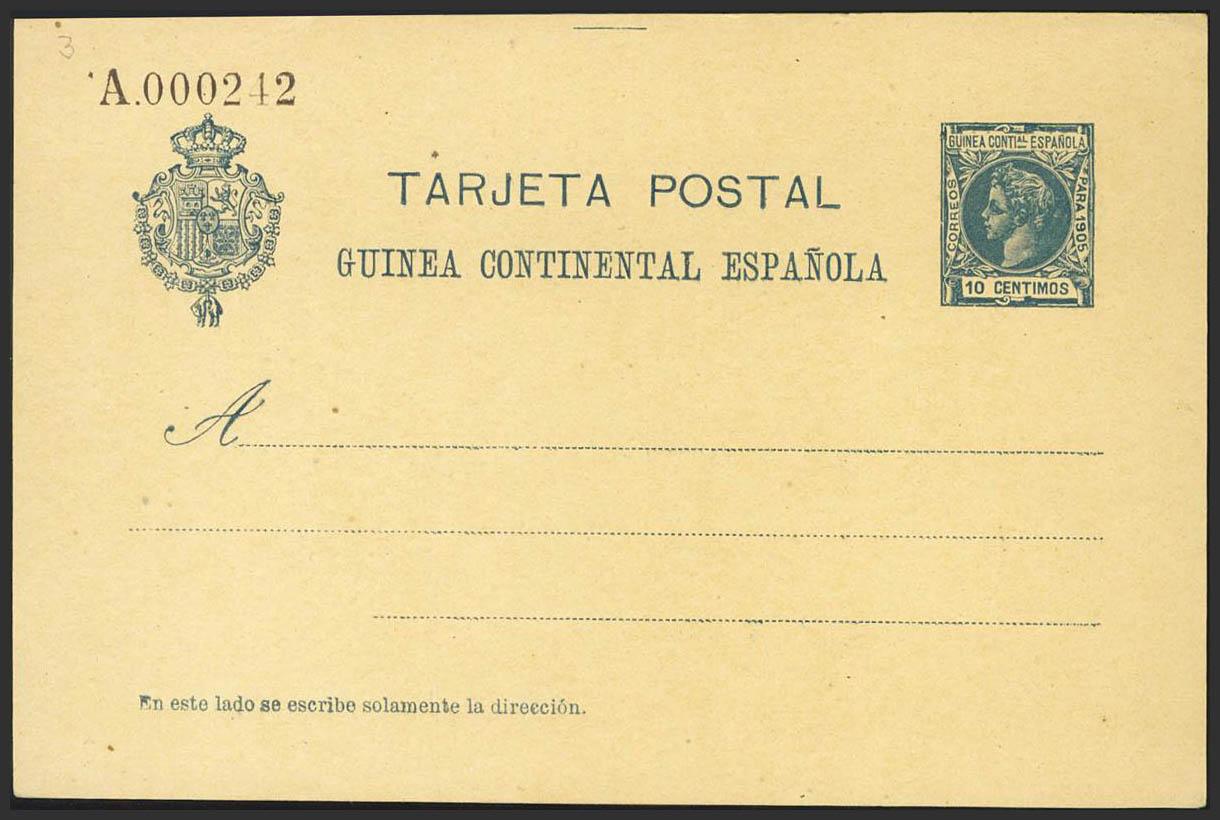 3
A.000242
TARJETA POSTAL
GUINEA CONTINENTAL ESPAÑOLA
GUINEA CONTIAL ESPAÑOLA
CORREOS
PARA 1905
10 CENTIMOS
A
En este lado se escribe solamente la dirección.